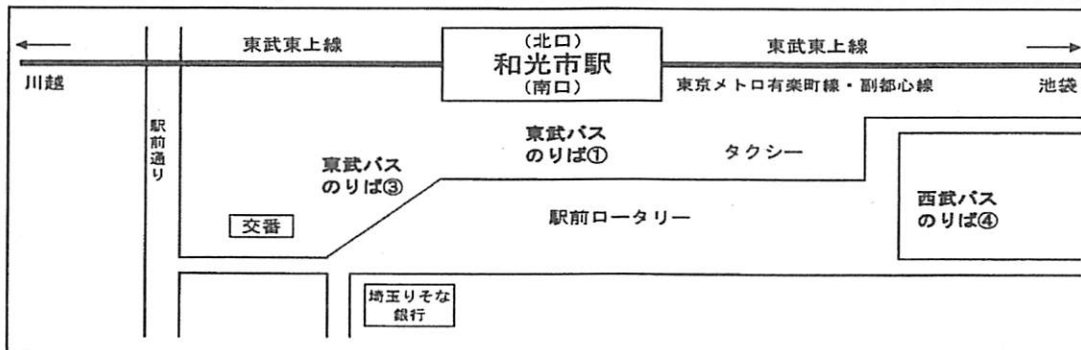 東武東上線
(北口)
和光市駅
(南口)
東武東上線
川越
東京メトロ有楽町線・副都心線
池袋
駅前通り
東武バス
のりば③
東武バス
のりば①
タクシー
西武バス
のりば④
交番
駅前ロータリー
埼玉りそな
銀行